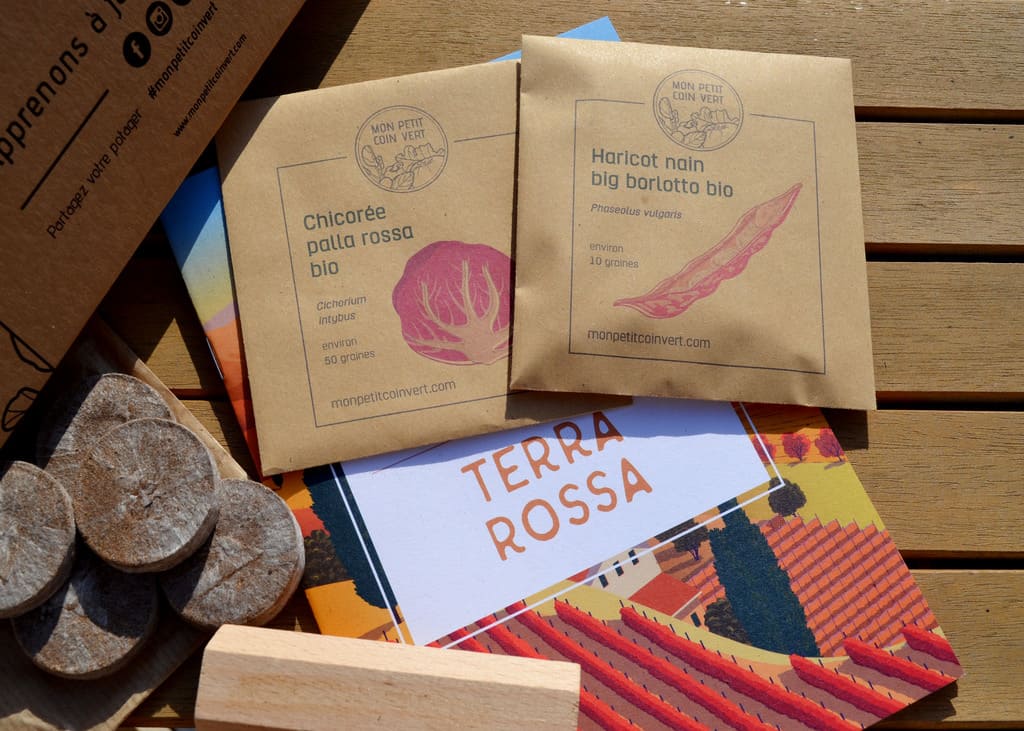 pprenons à j
#monpetitcoinvert
www.monpetitcoinvert.com
Partagez votre potager
MON PETIT
COIN VERT
Chicorée
palla rossa
bio
Cichorium
intybus
environ
50 graines
monpetitcoinvert.com
MON PETIT
COIN VERT
Haricot nain
big borlotto bio
Phaseolus vulgaris
environ
10 graines
monpetitcoinvert.com
TERRA
ROSSA